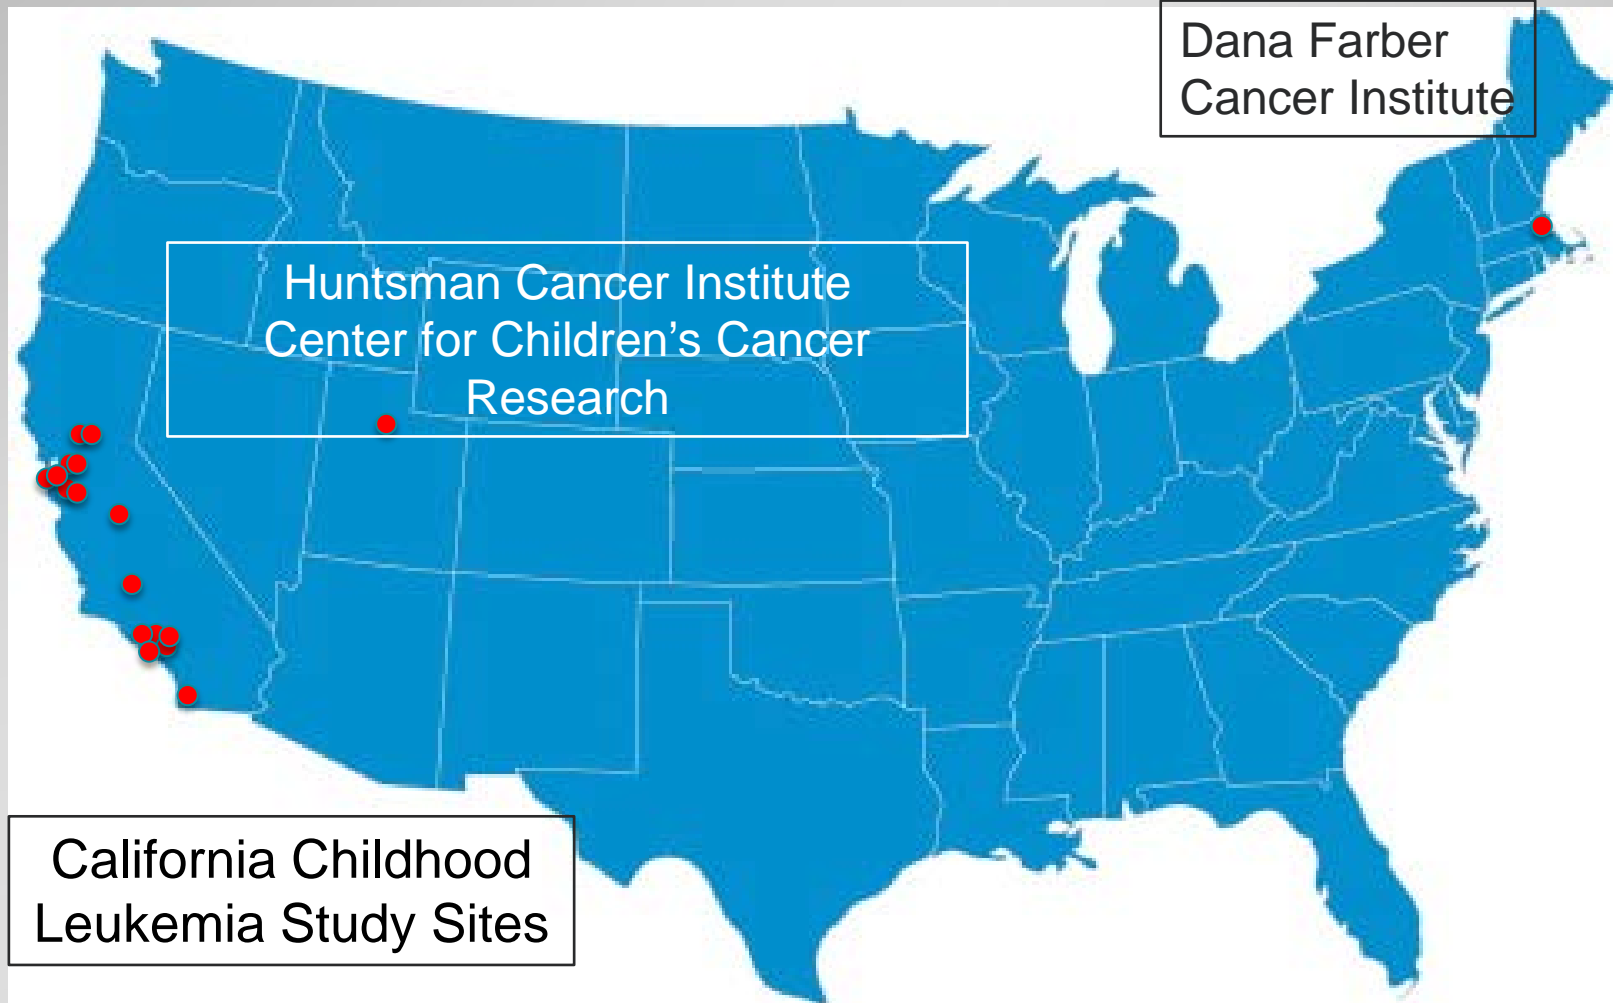 Dana Farber
Cancer Institute
Huntsman Cancer Institute
Center for Children’s Cancer
Research
California Childhood
Leukemia Study Sites